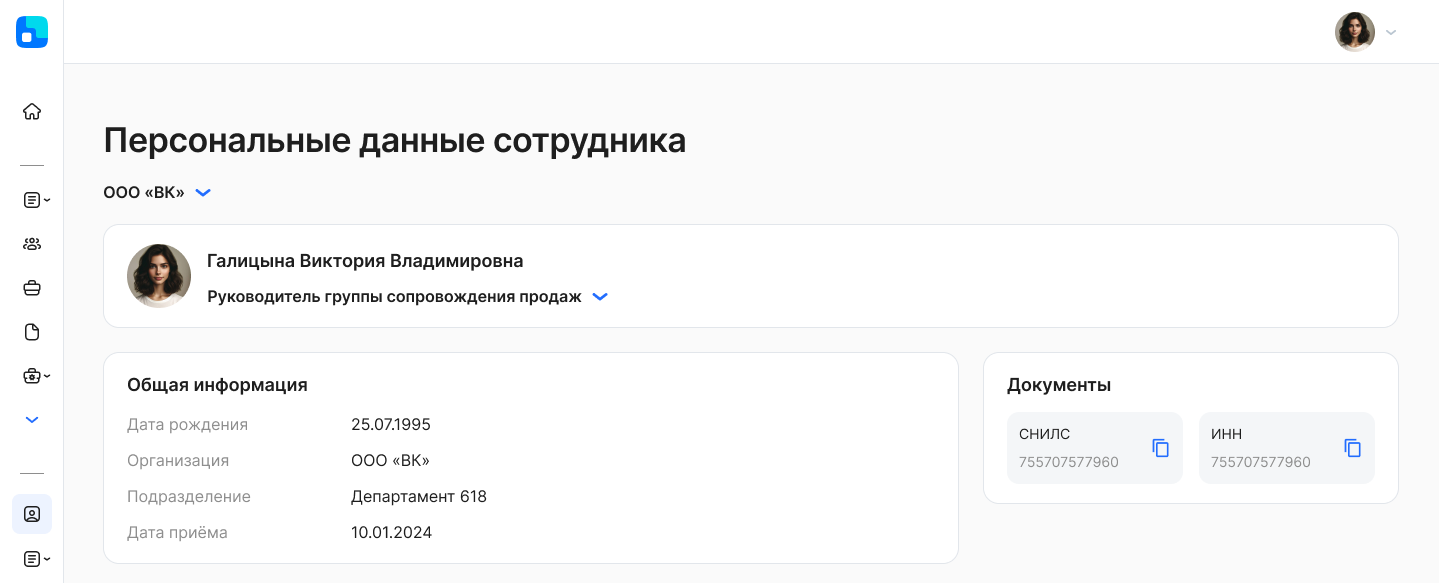 Персональные данные сотрудника
ООО «ВК»
Галицына Виктория Владимировна
Руководитель группы сопровождения продаж
Общая информация
Дата рождения 25.07.1995
Организация ООО «ВК»
Подразделение Департамент 618
Дата приёма 10.01.2024
Документы
СНИЛС
755707577960
ИНН
755707577960